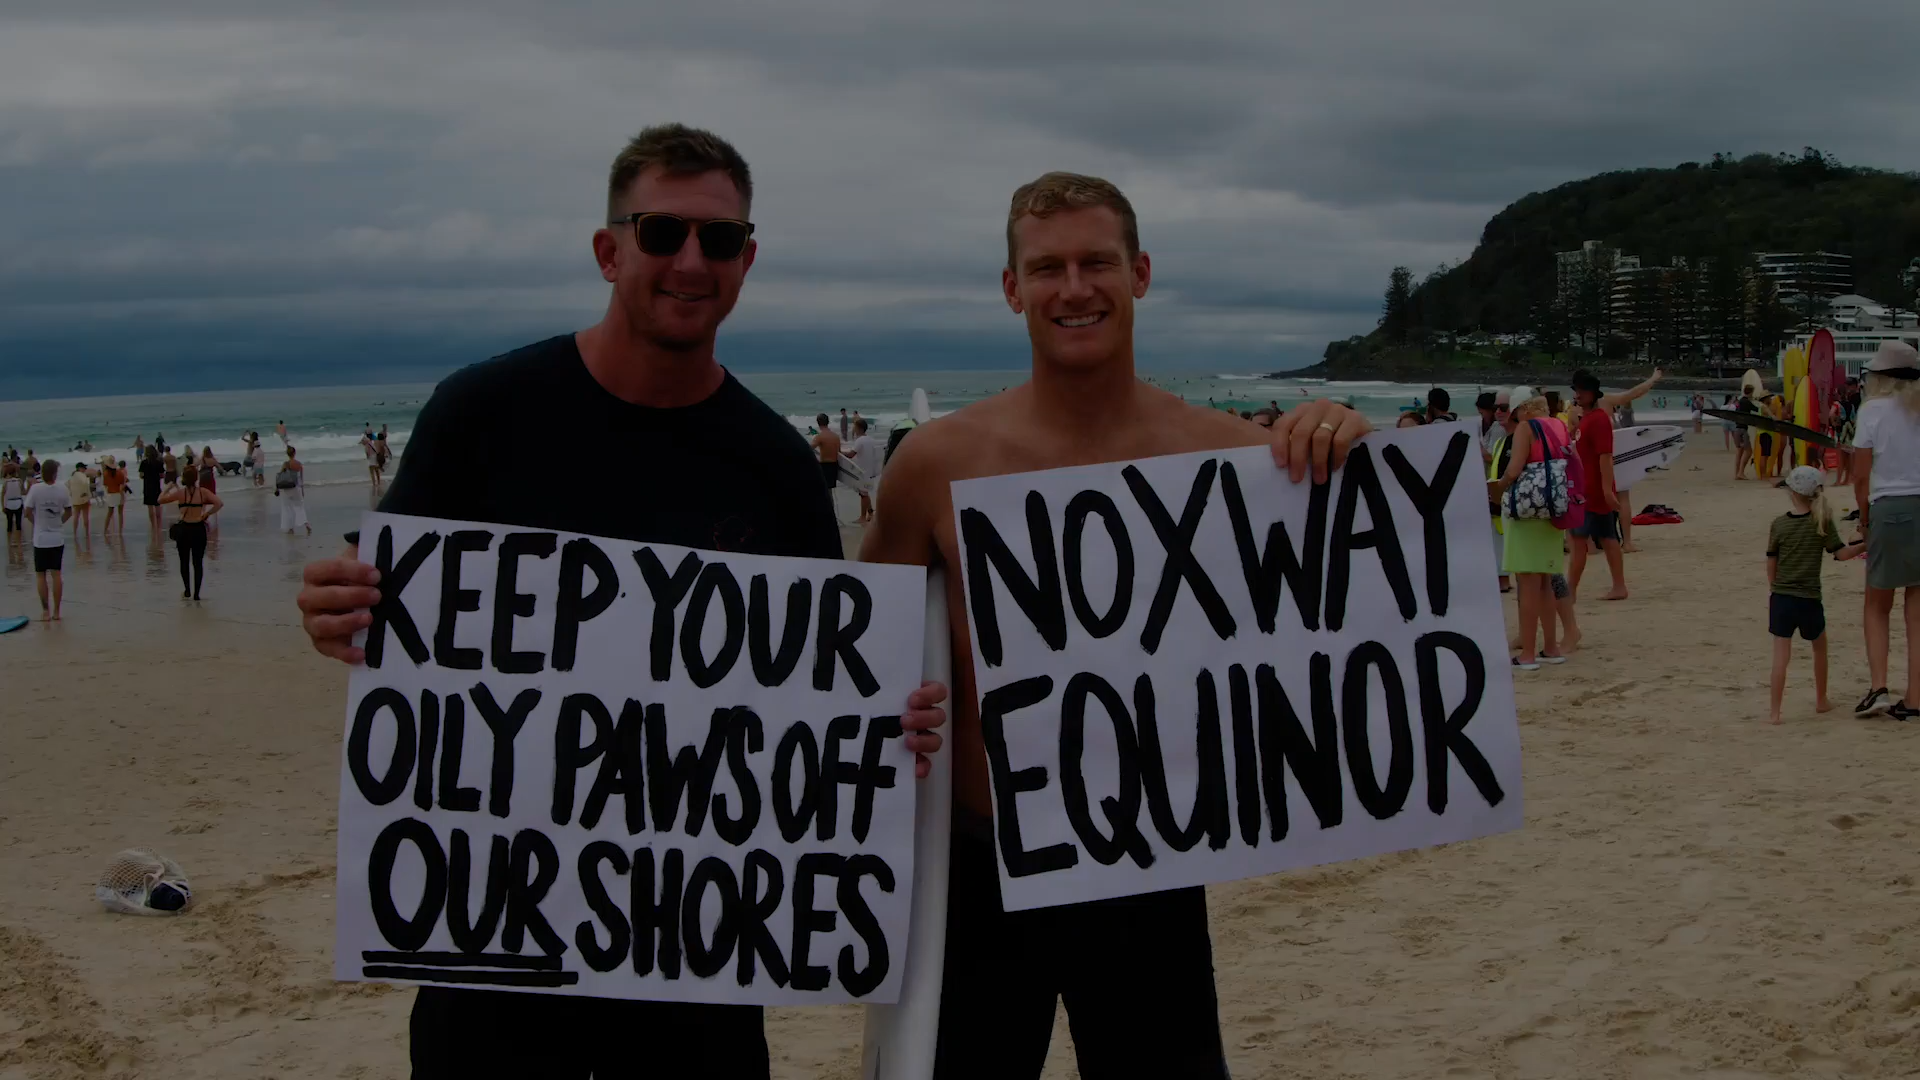 KEEP YOUR
OILY PAWS OFF
OUR SHORES
NOXWAY
EQUINOR